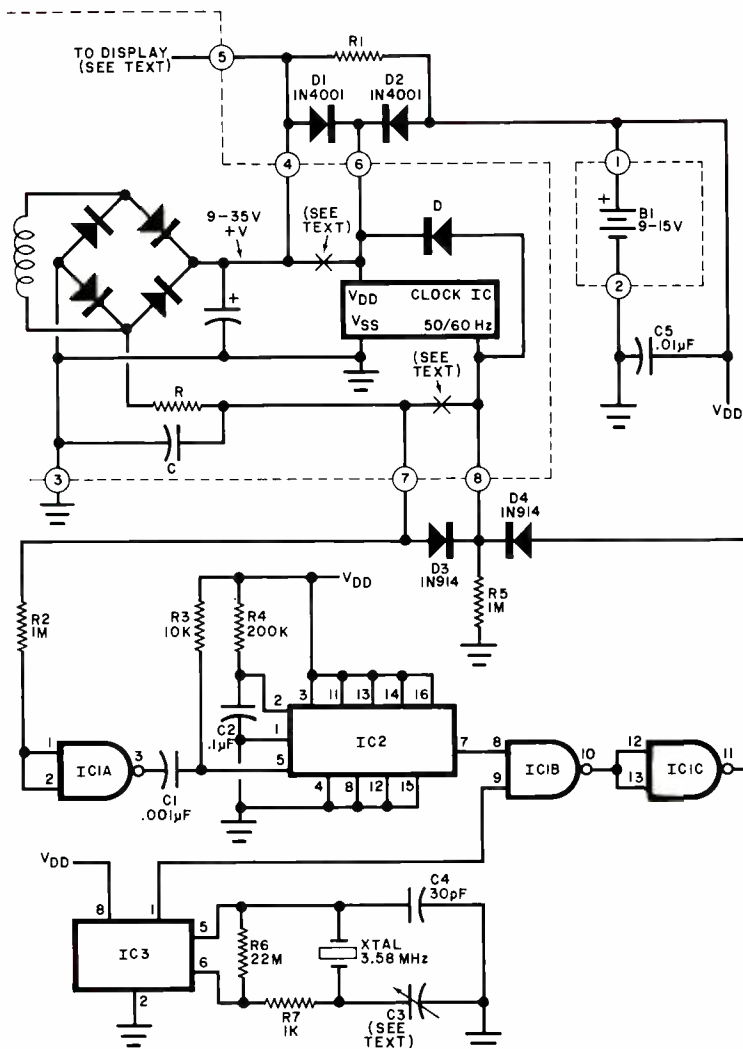 R1
TO DISPLAY
(SEE TEXT)
5
D1
1N4001
D2
1N4001
4
6
1
9-35V
+V
(SEE
TEXT)
D
+
B1
9-15V
+
VDD
CLOCK IC
VSS
50/60 Hz
2
(SEE
TEXT)
C5
.01µF
R
VDD
C
3
7
8
D4
1N914
D3
1N914
VDD
R2
1M
R3
10K
R4
200K
R5
1M
3
11
13
14
16
2
C2
.1µF
1
IC2
7
8
10
12
11
1
2
IC1A
3
5
9
IC1B
13
IC1C
C1
.001µF
4
8
12
15
VDD
C4
30pF
8
1
5
IC3
R6
22M
XTAL
3.58 MHz
6
2
R7
1K
C3
(SEE
TEXT)